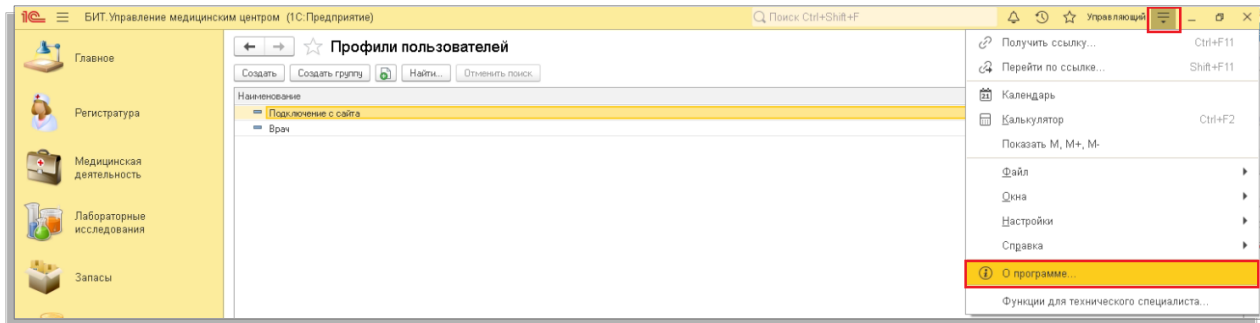 1С БИТ.Управление медицинским центром (1С:Предприятие) Поиск Ctrl+Shift+F Управляющий
Главное
Регистратура
Медицинская
деятельность
Лабораторные
исследования
Запасы
Профили пользователей
Создать Создать группу Найти... Отменить поиск
Наименование
Подключение с сайта
Врач
Получить ссылку... Ctrl+F11
Перейти по ссылке... Shift+F11
31 Календарь
Калькулятор Ctrl+F2
Показать M, M+, M-
Файл
Окна
Настройки
Справка
О программе...
Функции для технического специалиста...